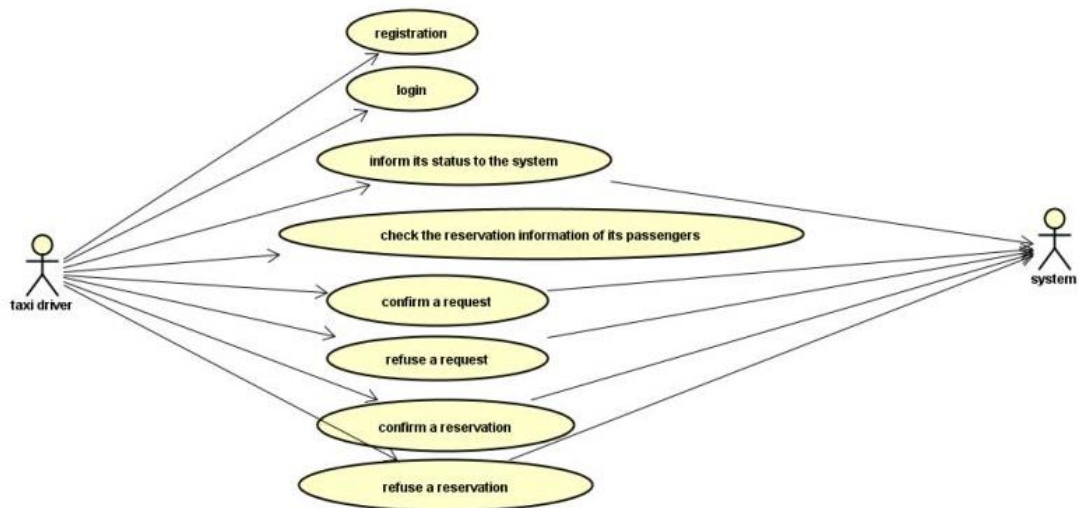 registration
login
inform its status to the system
check the reservation information of its passengers
taxi driver
system
confirm a request
refuse a request
confirm a reservation
refuse a reservation